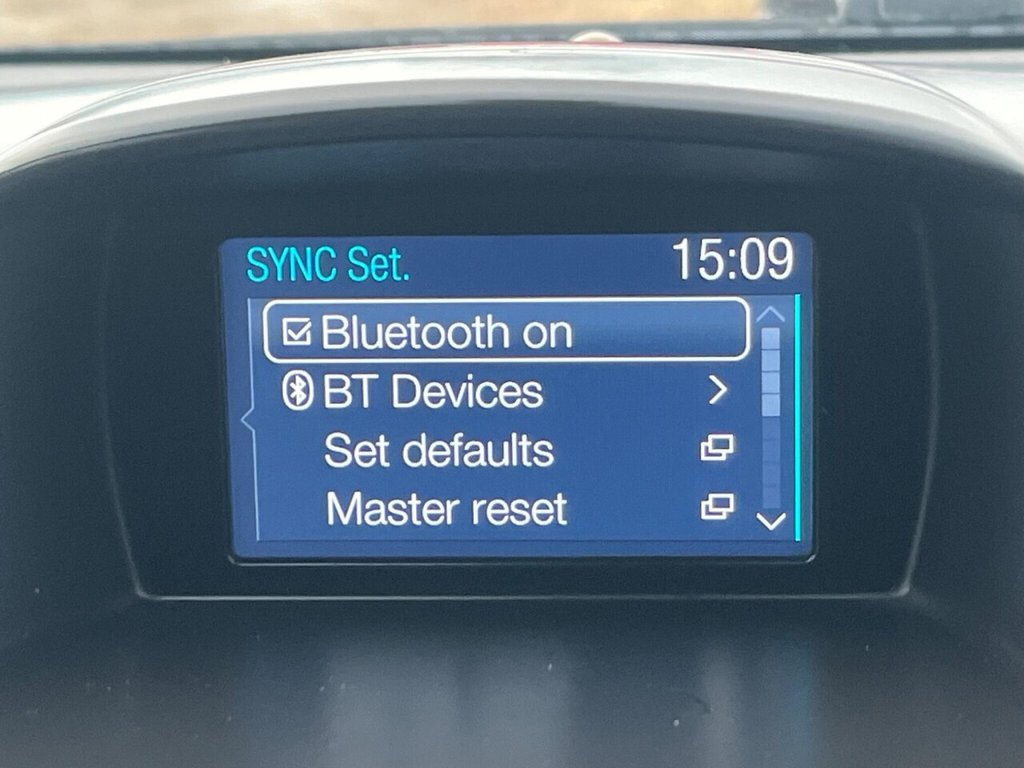 SYNC Set. 15:09
Bluetooth on
BT Devices
Set defaults
Master reset